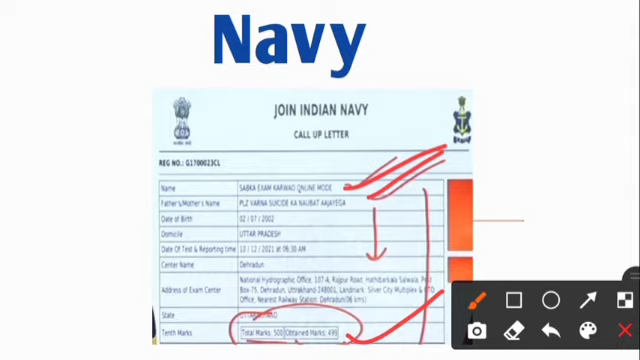 Navy
JOIN INDIAN NAVY
CALL UP LETTER
REG NO.: G1700023CL
Name SABKA EXAM KARWAO ONLINE MODE
Father's/Mother's Name PLZ VARNA SUICIDE KA NAUBAT AAJAYEGA
Date of Birth 02 / 07 / 2002
Domicile UTTAR PRADESH
Date of Test & Reporting time 10 / 12 / 2021 at 06:30 AM
Center Name Dehradun
Address of Exam Center National Hydrographic Office, 107-A, Rajpur Road, Hathibarkala Salwala, Post
Box-75, Dehradun, Uttrakhand-248001, Landmark: Silver City Multiplex &
Office, Nearest Railway Station: Dehradun(06 kms)
State
Tenth Marks Total Marks: 500 Obtained Marks: 499